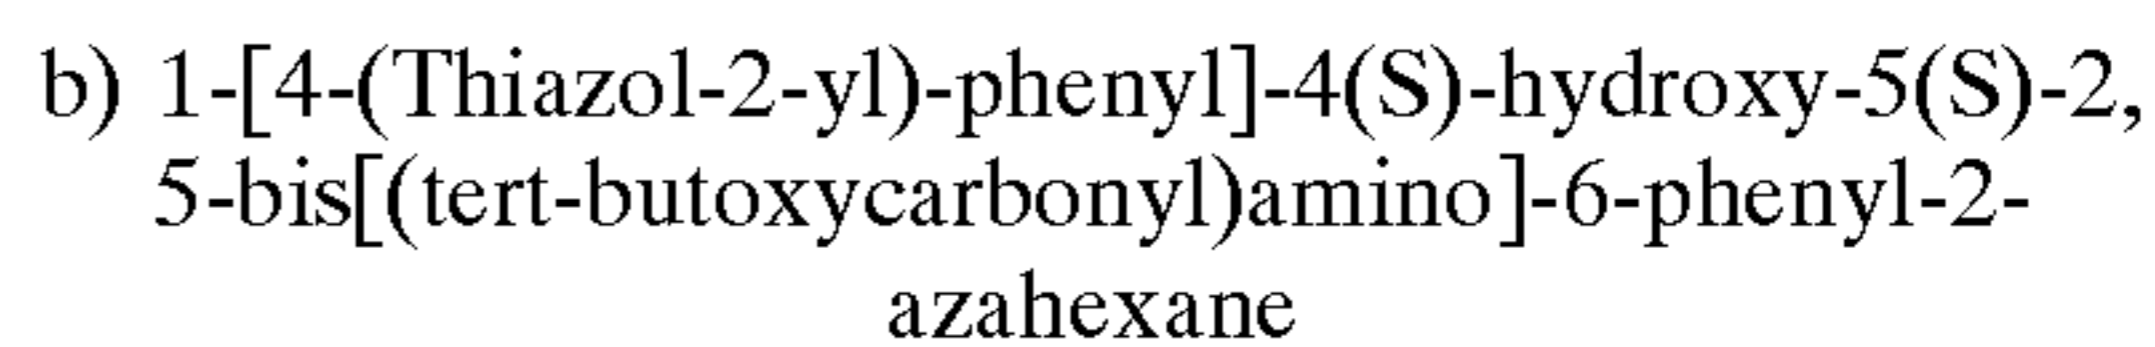 b) 1-[4-(Thiazol-2-yl)-phenyl]-4(S)-hydroxy-5(S)-2,
5-bis[(tert-butoxycarbonyl)amino]-6-phenyl-2-
azahexane